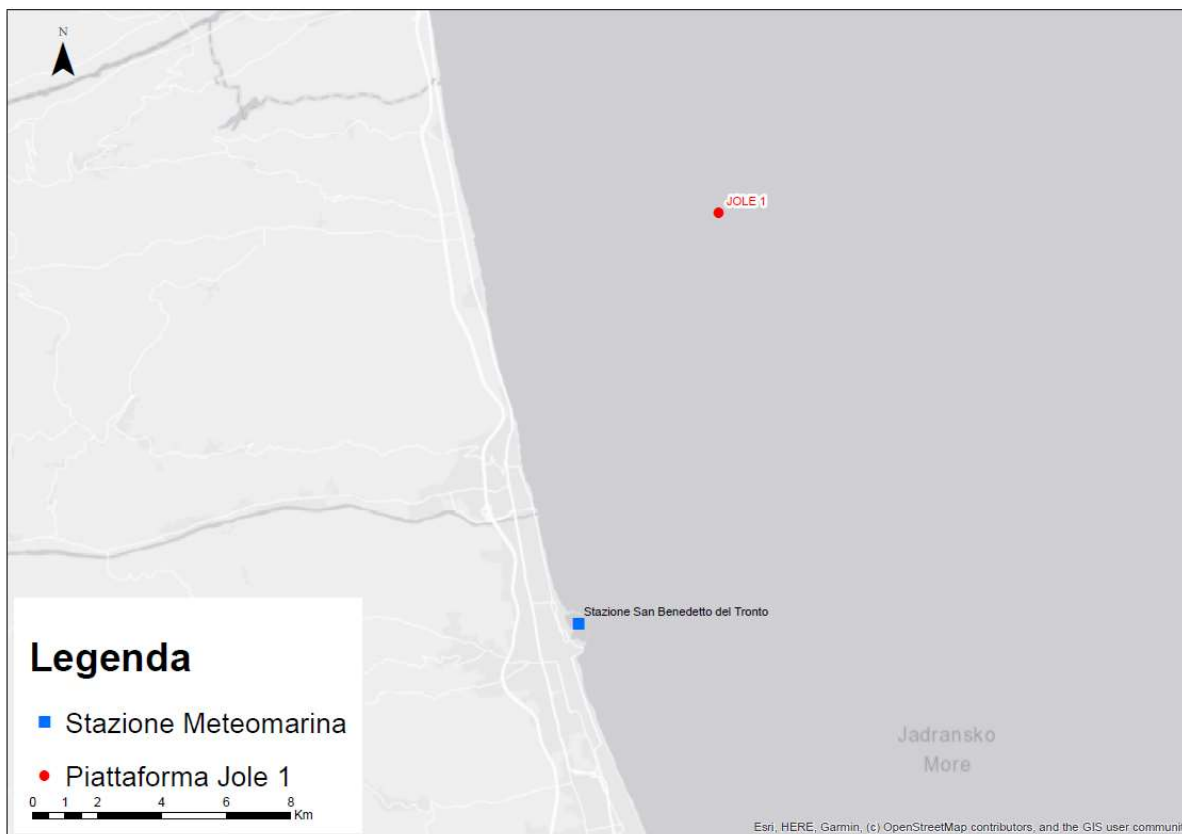 N
JOLE 1
Stazione San Benedetto del Tronto
Legenda
Stazione Meteomarina
Piattaforma Jole 1
0 1 2 4 6 8
Km
Jadransko
More
Esri, HERE, Garmin, (c) OpenStreetMap contributors, and the GIS user communi